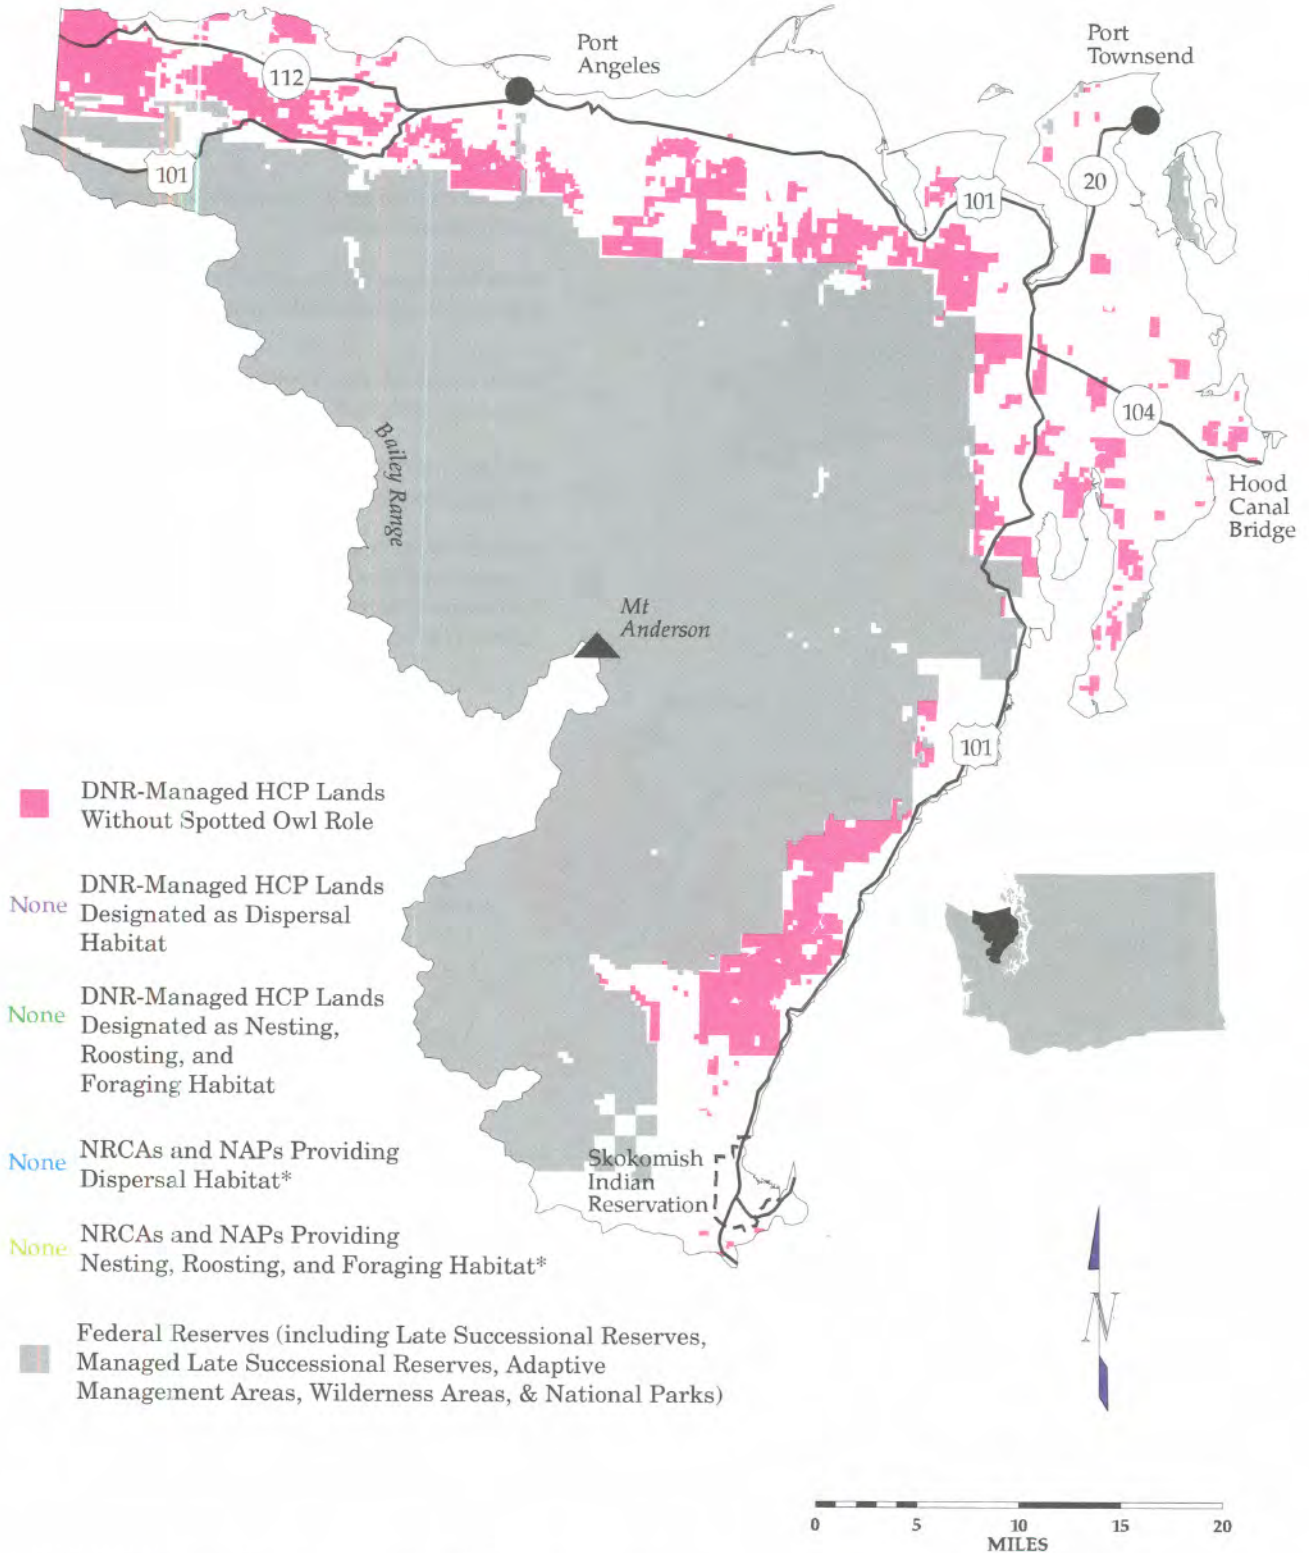 Port
Angeles
Port
Townsend
112
101
20
101
104
Hood
Canal
Bridge
Bailey Range
Mt
Anderson
101
DNR-Managed HCP Lands
Without Spotted Owl Role
None
DNR-Managed HCP Lands
Designated as Dispersal
Habitat
None
DNR-Managed HCP Lands
Designated as Nesting,
Roosting, and
Foraging Habitat
None
NRCAs and NAPs Providing
Dispersal Habitat*
None
NRCAs and NAPs Providing
Nesting, Roosting, and Foraging Habitat*
Federal Reserves (including Late Successional Reserves,
Managed Late Successional Reserves, Adaptive
Management Areas, Wilderness Areas, & National Parks)
Skokomish
Indian
Reservation
N
0 5 10 15 20
MILES